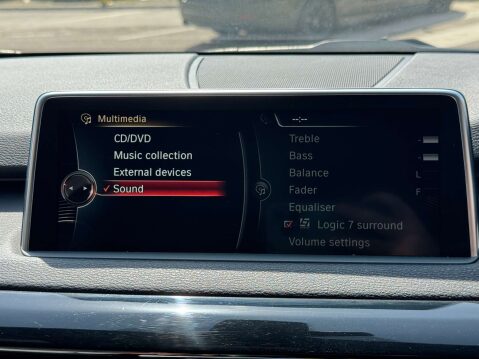 Multimedia
CD/DVD
Music collection
External devices
Sound
--:--
Treble
Bass
Balance L
Fader F
Equaliser
Logic 7 surround
Volume settings